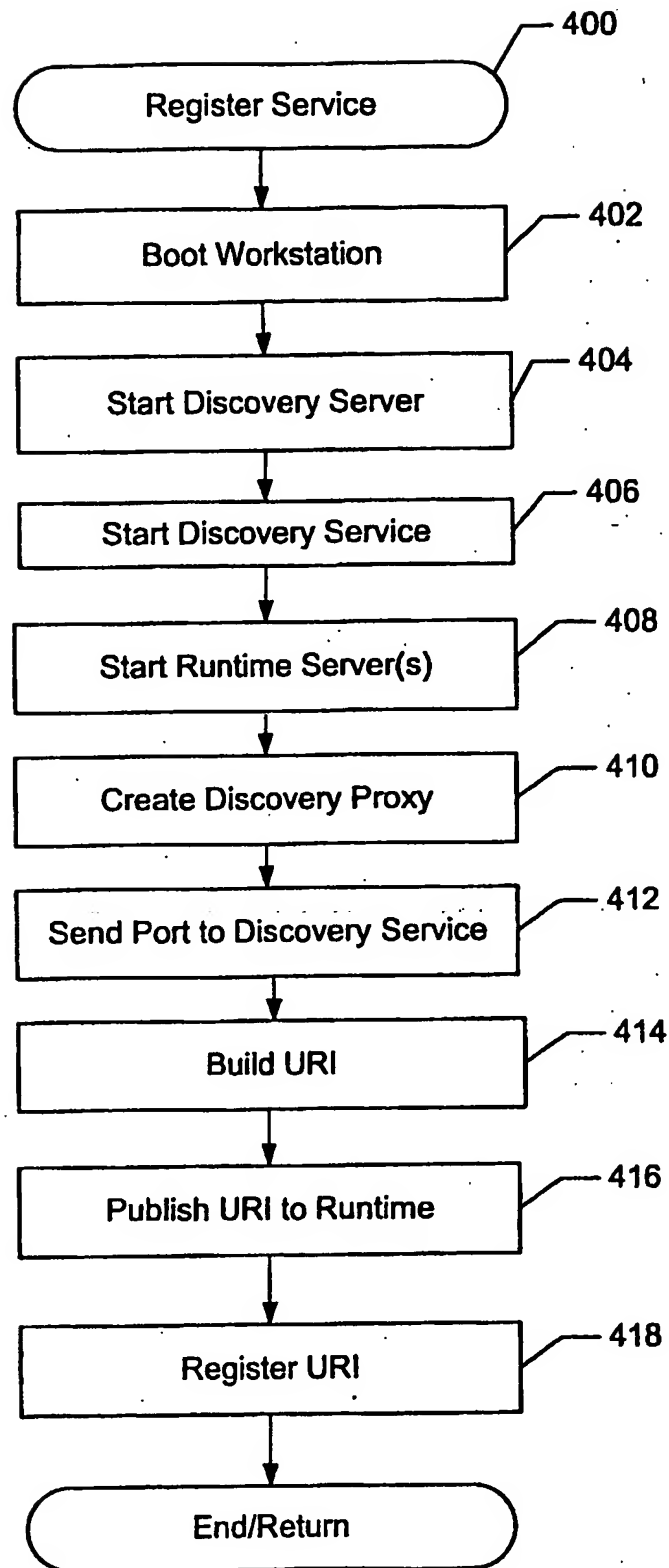 400
Register Service
402
Boot Workstation
404
Start Discovery Server
406
Start Discovery Service
408
Start Runtime Server(s)
410
Create Discovery Proxy
412
Send Port to Discovery Service
414
Build URI
416
Publish URI to Runtime
418
Register URI
End/Return